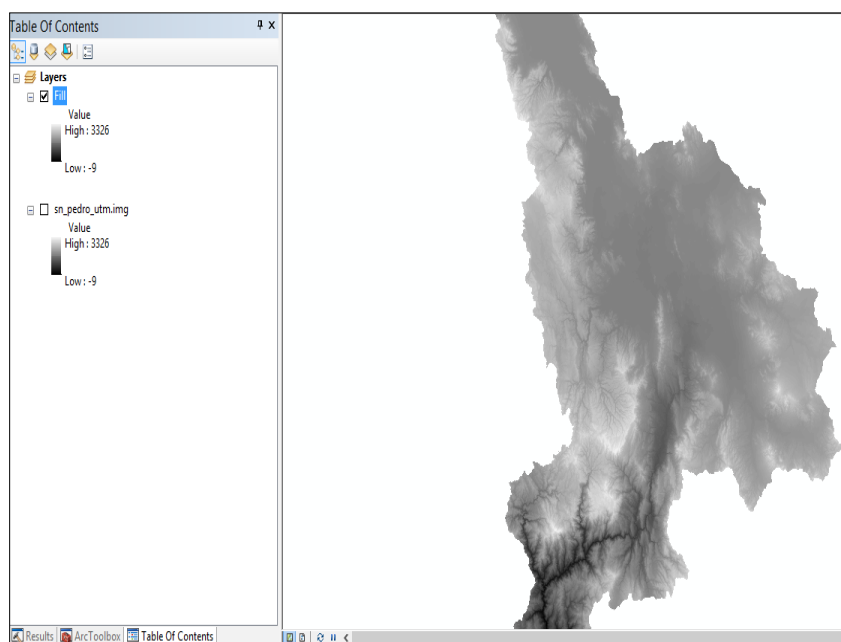 Table Of Contents
Layers
Fill
Value
High : 3326
Low : -9
sn_pedro_utm.img
Value
High : 3326
Low : -9
Results ArcToolbox Table Of Contents